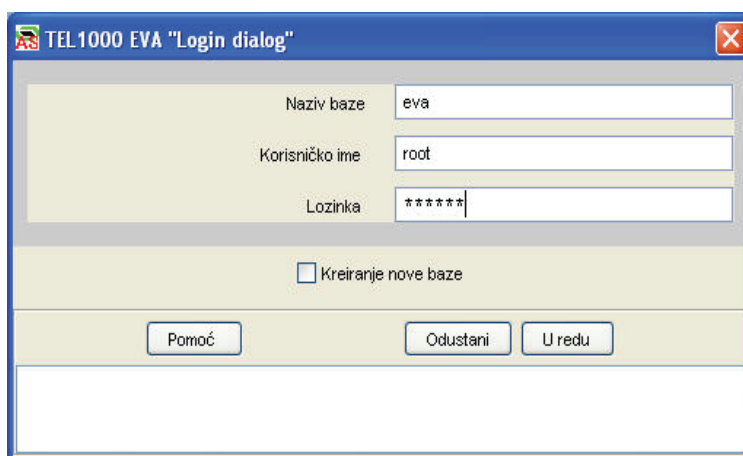 TEL1000 EVA "Login dialog"
Naziv baze eva
Korisničko ime root
Lozinka ******
Kreiranje nove baze
Pomoć Odustani U redu